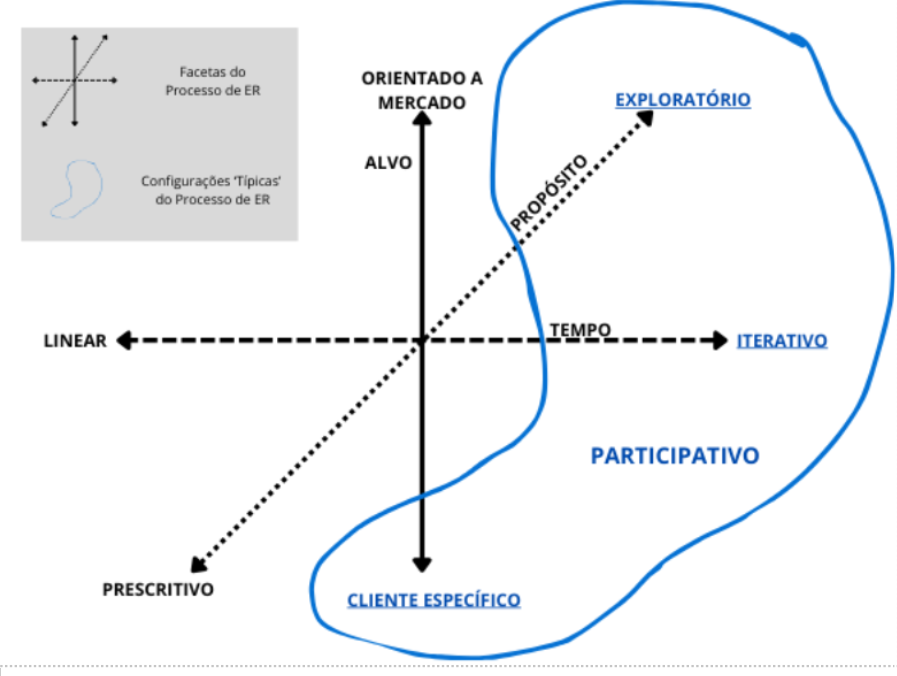 Facetas do
Processo de ER
Configurações ‘Típicas’
do Processo de ER
ORIENTADO A
MERCADO
ALVO
EXPLORATÓRIO
PROPÓSITO
LINEAR
TEMPO
ITERATIVO
PARTICIPATIVO
PRESCRITIVO
CLIENTE ESPECÍFICO